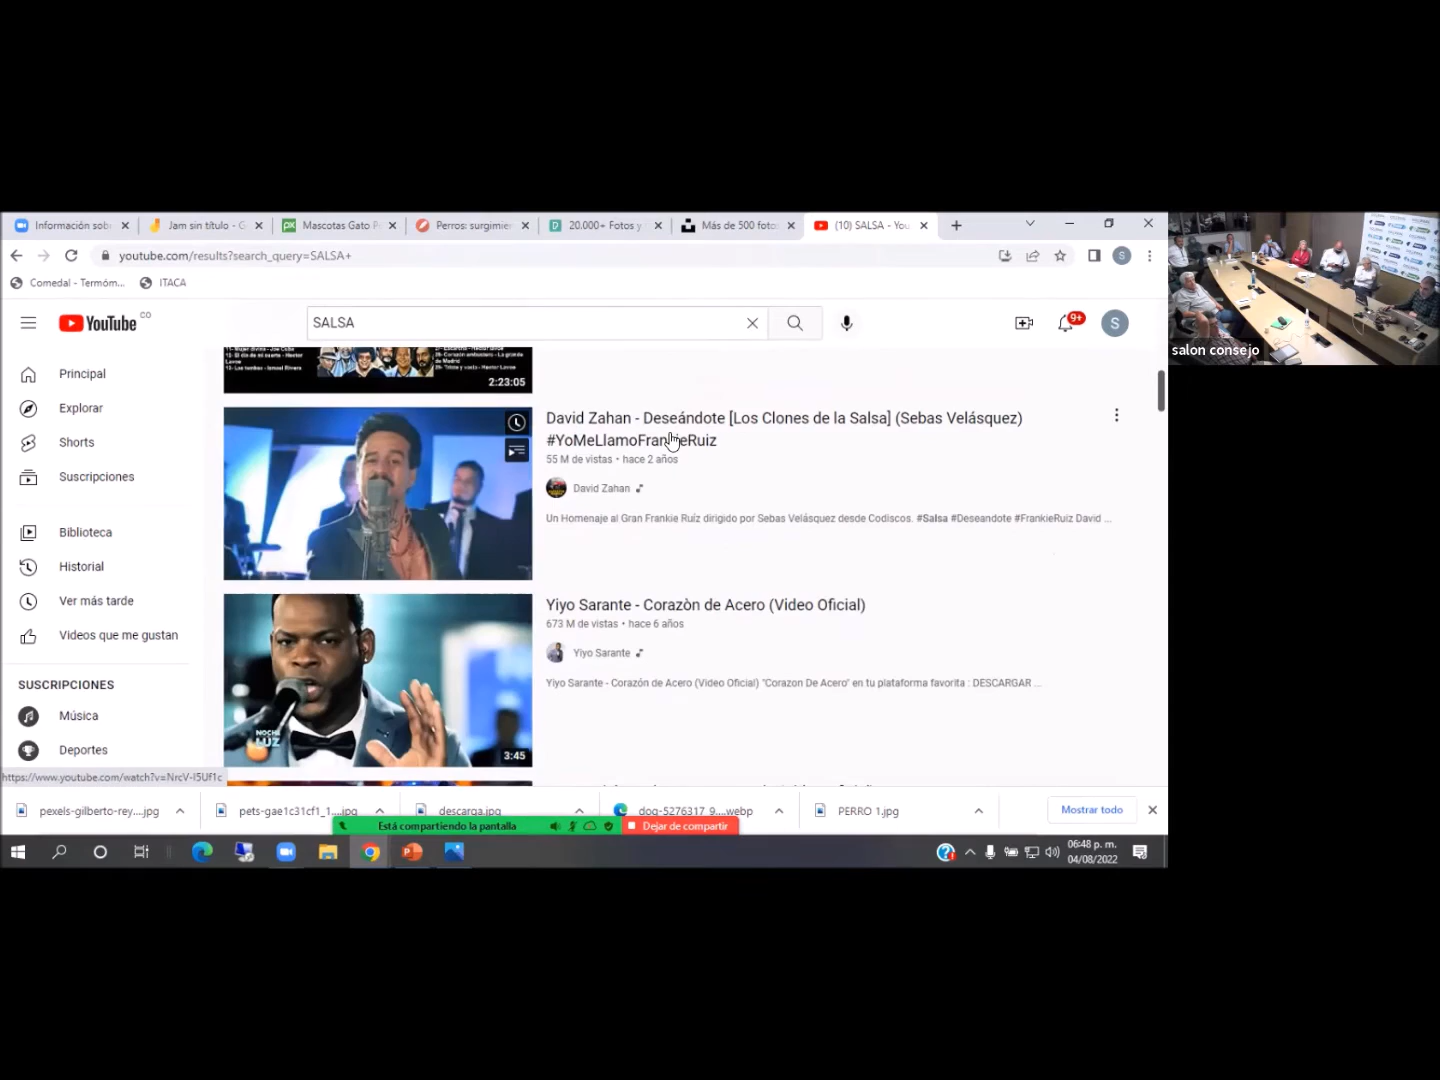 Información sob
Jam sin título - G
Mascotas Gato P
Perros: surgimie
20.000+ Fotos y
Más de 500 foto
(10) SALSA - You
youtube.com/results?search_query=SALSA+
S
Comedal - Termóm...
ITACA
YouTube CO
SALSA
9+
S
salon consejo
Principal
Explorar
Shorts
Suscripciones
Biblioteca
Historial
Ver más tarde
Videos que me gustan
SUSCRIPCIONES
Música
Deportes
2:23:05
David Zahan - Deseándote [Los Clones de la Salsa] (Sebas Velásquez)
#YoMeLlamoFrankieRuiz
55 M de vistas • hace 2 años
David Zahan
Un Homenaje al Gran Frankie Ruíz dirigido por Sebas Velásquez desde Codiscos. #Salsa #Deseandote #FrankieRuiz David ...
Yiyo Sarante - Corazòn de Acero (Video Oficial)
673 M de vistas • hace 6 años
Yiyo Sarante
Yiyo Sarante - Corazón de Acero (Video Oficial) "Corazon De Acero" en tu plataforma favorita : DESCARGAR ...
NOCHE
LUZ
3:45
https://www.youtube.com/watch?v=NrcV-I5Uf1c
pexels-gilberto-rey....jpg
pets-gae1c31cf1_1....jpg
descarga.jpg
dog-5276317_9....webp
PERRO 1.jpg
Mostrar todo
Está compartiendo la pantalla
Dejar de compartir
06:48 p. m.
04/08/2022